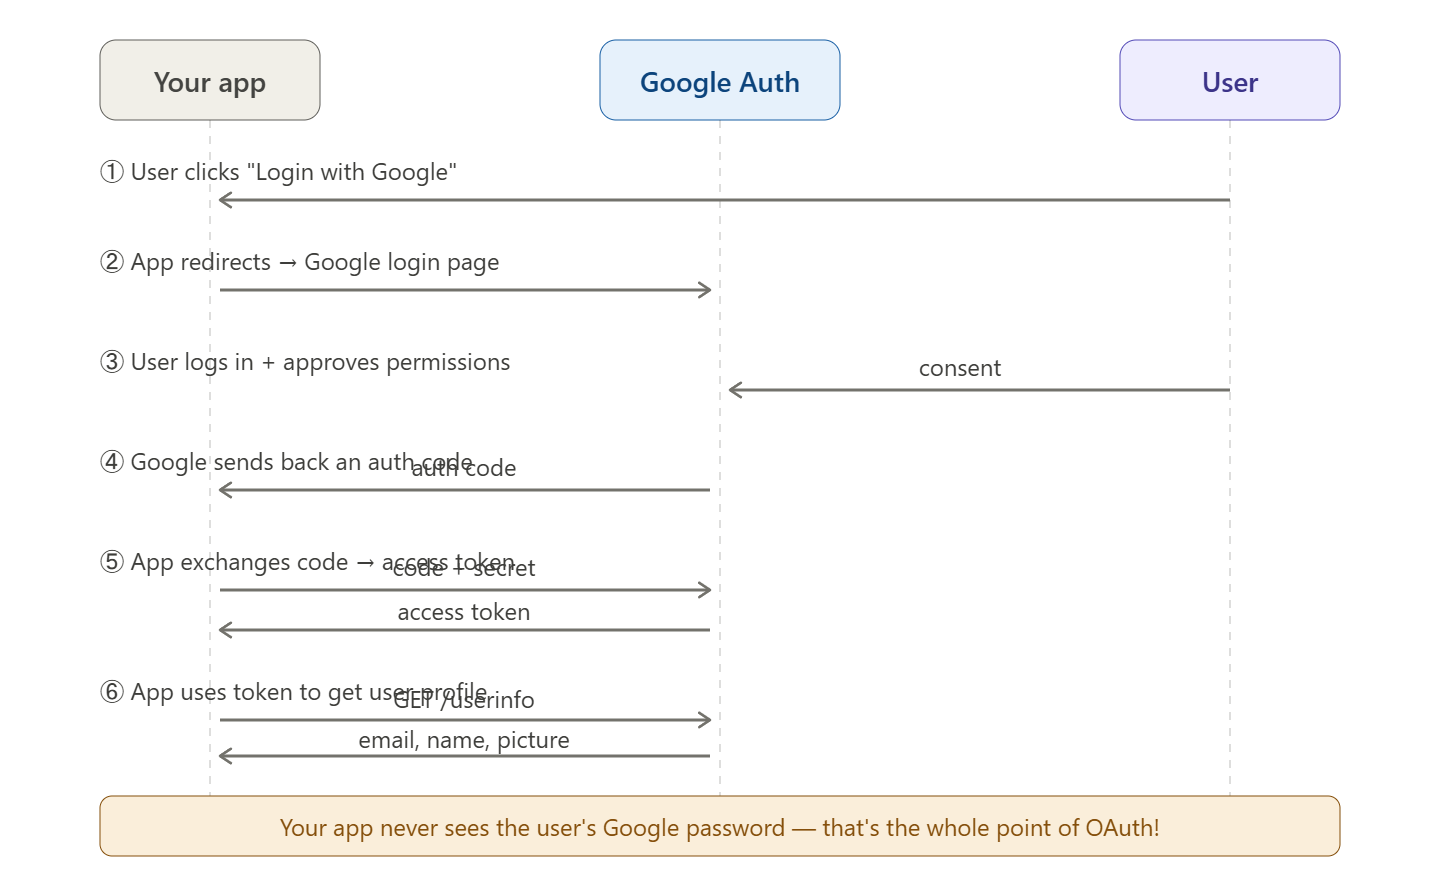 Your app
Google Auth
User
① User clicks "Login with Google"
② App redirects → Google login page
③ User logs in + approves permissions
consent
④ Google sends back an auth code
auth code
⑤ App exchanges code → access token
code + secret
access token
⑥ App uses token to get user profile
GET /userinfo
email, name, picture
Your app never sees the user's Google password — that's the whole point of OAuth!